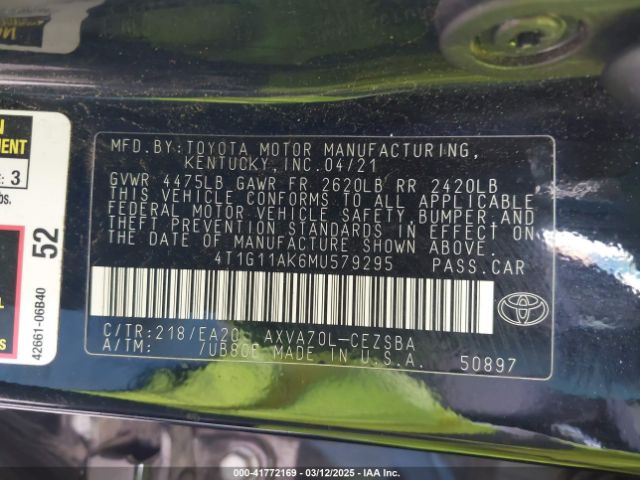 MFD.BY:TOYOTA MOTOR MANUFACTURING,
KENTUCKY,INC.04/21
GVWR 4475LB GAWR FR 2620LB RR 2420LB
THIS VEHICLE CONFORMS TO ALL APPLICABLE
FEDERAL MOTOR VEHICLE SAFETY,BUMPER,AND
THEFT PREVENTION STANDARDS IN EFFECT ON
THE DATE OF MANUFACTURE SHOWN ABOVE.
4T1G11AK6MU579295 PASS.CAR
C/TR:218/EA20 AXVA70L-CEZSBA
A/TM: /UB80E MADE IN U.S.A. 50897
: 3
lbs.
52
42661-06B40
000-41772169 • 03/12/2025 • IAA Inc.